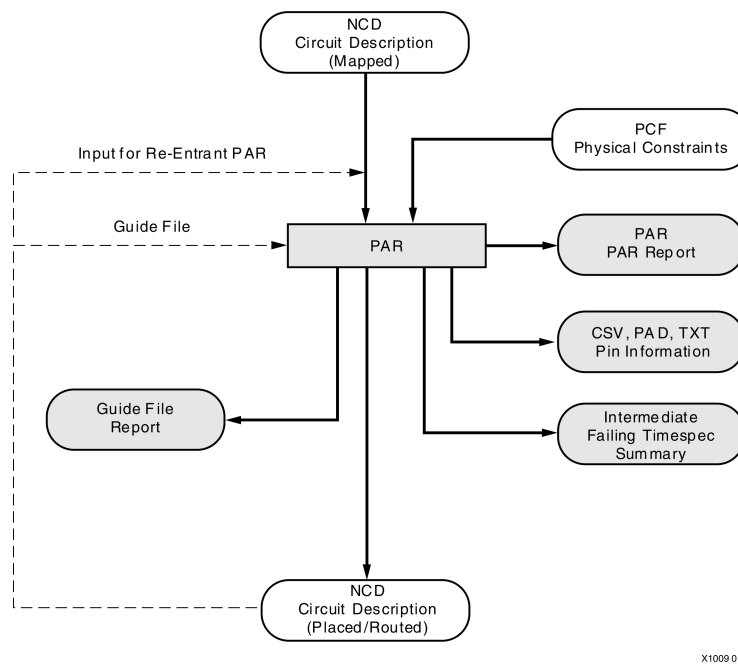 NCD
Circuit Description
(Mapped)
PCF
Physical Constraints
Input for Re-Entrant PAR
Guide File
PAR
PAR
PAR Report
CSV, PAD, TXT
Pin Information
Guide File
Report
Intermediate
Failing Timespec
Summary
NCD
Circuit Description
(Placed/Routed)
X10090